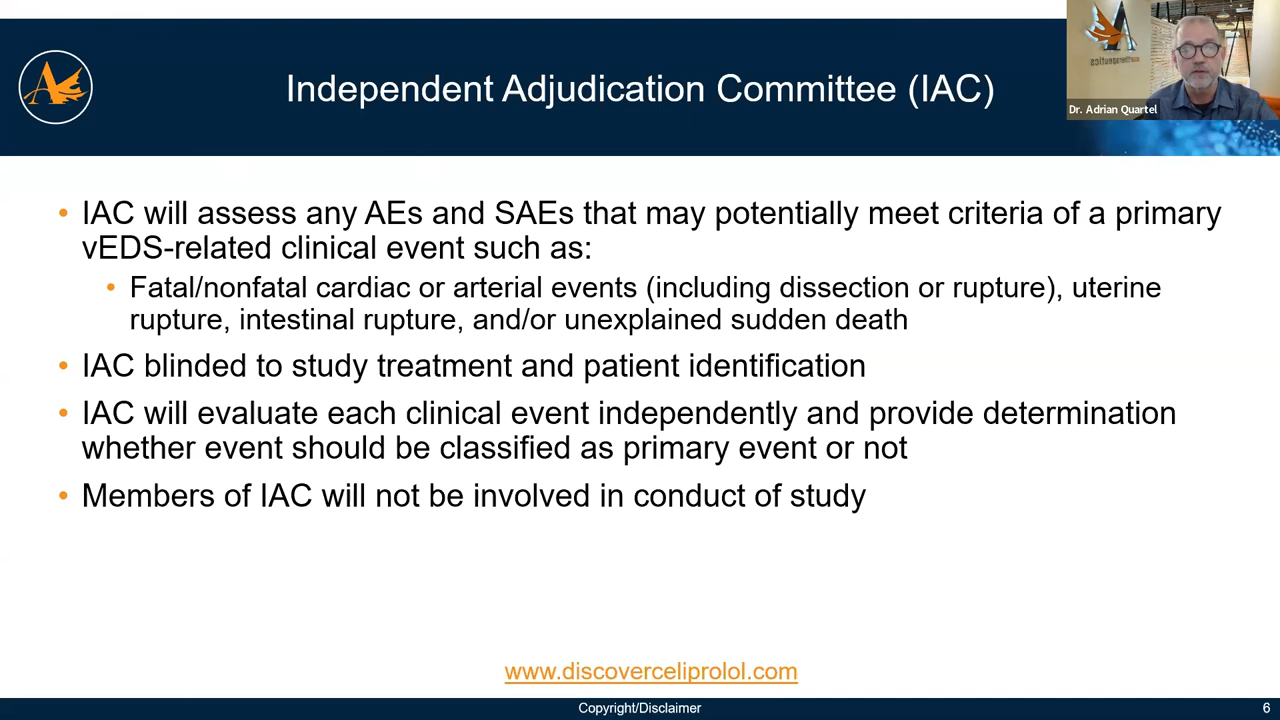 Independent Adjudication Committee (IAC)
Dr. Adrian Quartel
• IAC will assess any AEs and SAEs that may potentially meet criteria of a primary
vEDS-related clinical event such as:
• Fatal/nonfatal cardiac or arterial events (including dissection or rupture), uterine
rupture, intestinal rupture, and/or unexplained sudden death
• IAC blinded to study treatment and patient identification
• IAC will evaluate each clinical event independently and provide determination
whether event should be classified as primary event or not
• Members of IAC will not be involved in conduct of study
www.discoverceliprolol.com
Copyright/Disclaimer
6